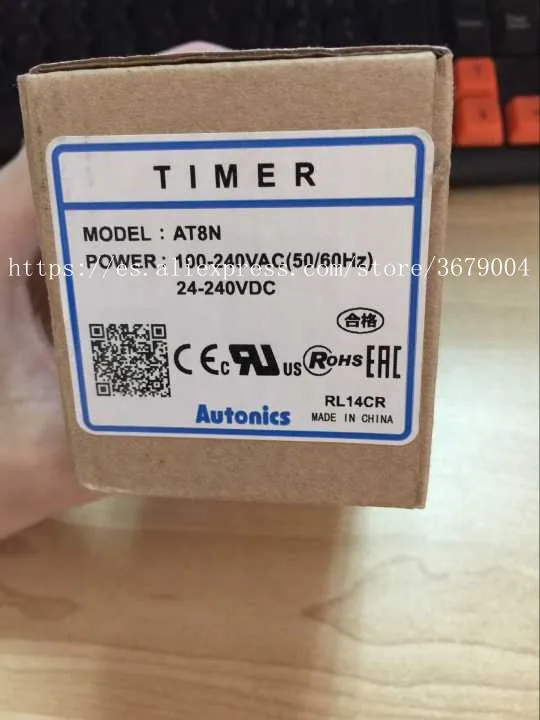 TIMER
MODEL : AT8N
POWER : 100-240VAC(50/60Hz)
https://es.aliexpress.com/store/3679004
24-240VDC
合格
CE c RU US RoHS EAC
RL14CR
Autonics MADE IN CHINA